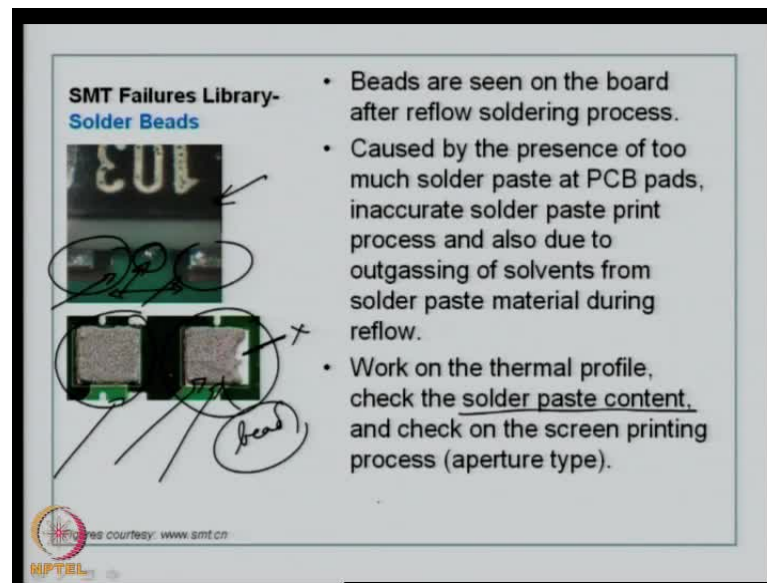 SMT Failures Library-
Solder Beads
103
bead
Figures courtesy: www.smt.cn
NPTEL
• Beads are seen on the board
after reflow soldering process.
• Caused by the presence of too
much solder paste at PCB pads,
inaccurate solder paste print
process and also due to
outgassing of solvents from
solder paste material during
reflow.
• Work on the thermal profile,
check the solder paste content,
and check on the screen printing
process (aperture type).